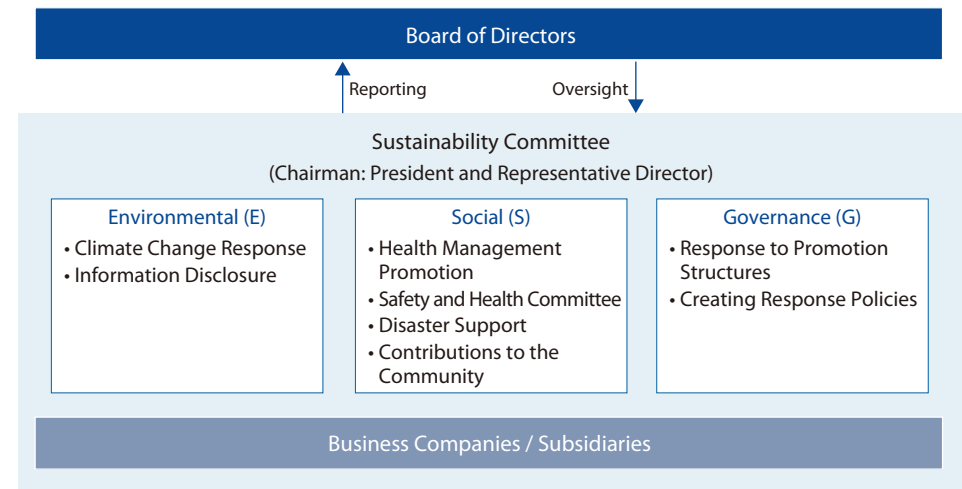 Board of Directors
Reporting
Oversight
Sustainability Committee
(Chairman: President and Representative Director)
Environmental (E)
• Climate Change Response
• Information Disclosure
Social (S)
• Health Management
Promotion
• Safety and Health Committee
• Disaster Support
• Contributions to the
Community
Governance (G)
• Response to Promotion
Structures
• Creating Response Policies
Business Companies / Subsidiaries